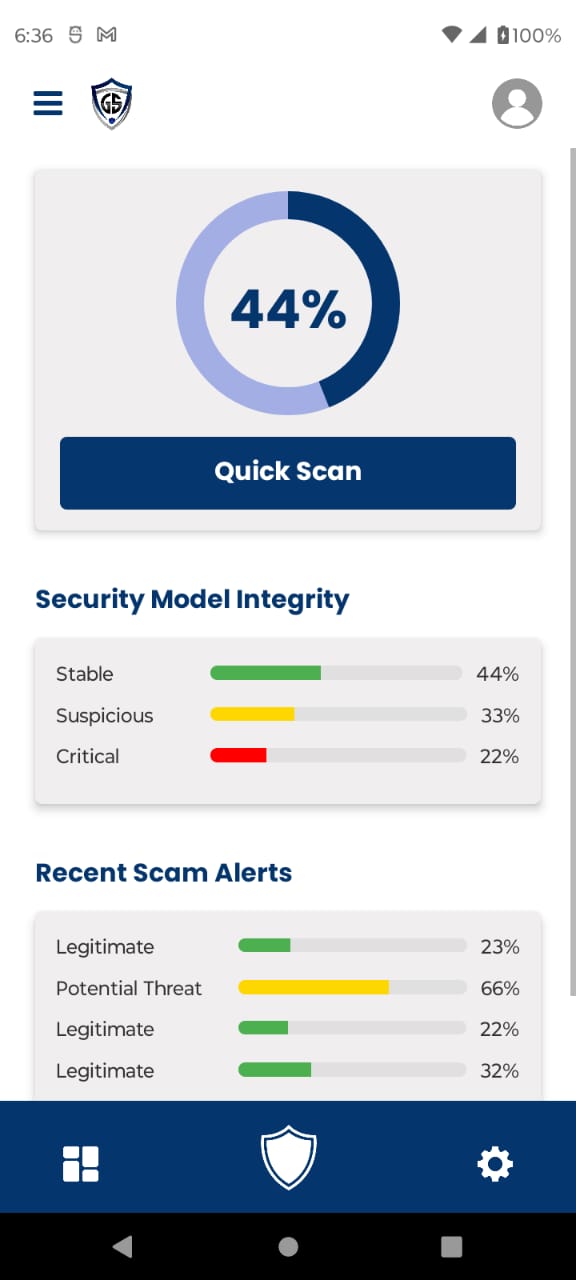 6:36 100%
GS
44%
Quick Scan
Security Model Integrity
Stable 44%
Suspicious 33%
Critical 22%
Recent Scam Alerts
Legitimate 23%
Potential Threat 66%
Legitimate 22%
Legitimate 32%